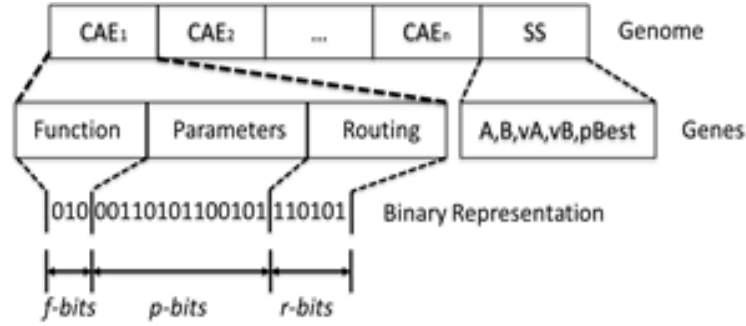 CAE1 CAE2 ... CAEn SS Genome
Function Parameters Routing A,B,vA,vB,pBest Genes
010 00110101100101 110101 Binary Representation
f-bits p-bits r-bits